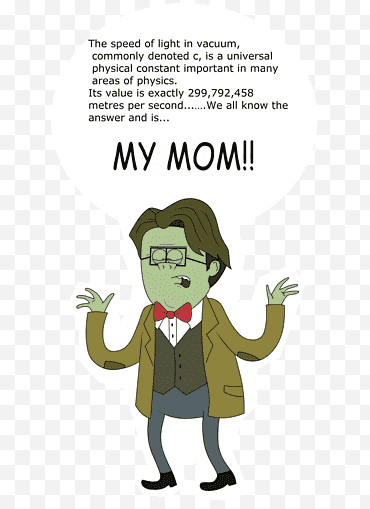 The speed of light in vacuum,
commonly denoted c, is a universal
physical constant important in many
areas of physics.
Its value is exactly 299,792,458
metres per second.......We all know the
answer and is...
MY MOM!!